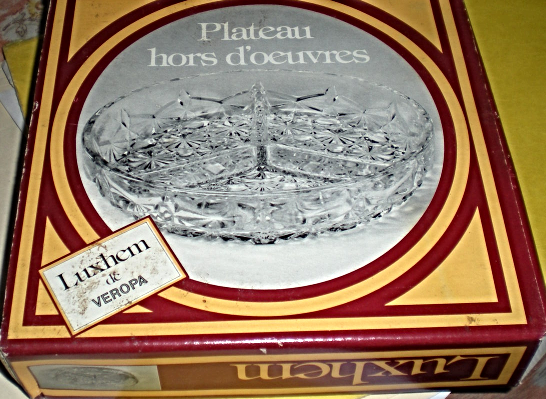 Plateau
hors d'oeuvres
Luxhem
de
VEROPA
Luxhem